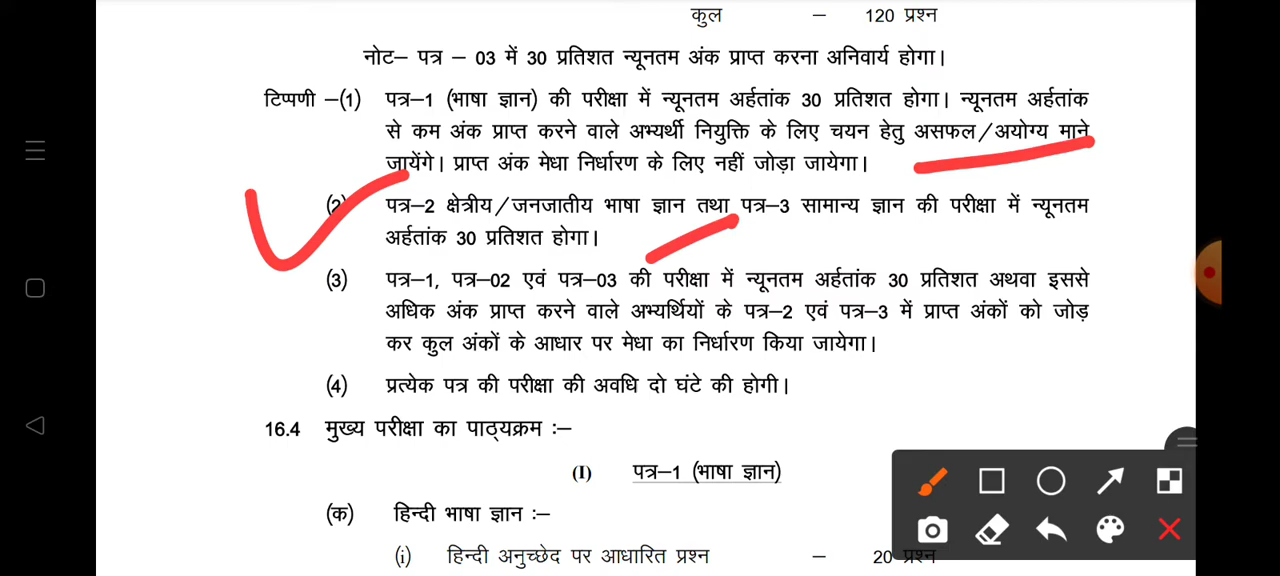 कुल – 120 प्रश्न
नोट– पत्र – 03 में 30 प्रतिशत न्यूनतम अंक प्राप्त करना अनिवार्य होगा।
टिप्पणी –(1) पत्र–1 (भाषा ज्ञान) की परीक्षा में न्यूनतम अर्हतांक 30 प्रतिशत होगा। न्यूनतम अर्हतांक
से कम अंक प्राप्त करने वाले अभ्यर्थी नियुक्ति के लिए चयन हेतु असफल/अयोग्य माने
जायेंगे। प्राप्त अंक मेधा निर्धारण के लिए नहीं जोड़ा जायेगा।
(2) पत्र–2 क्षेत्रीय/जनजातीय भाषा ज्ञान तथा पत्र–3 सामान्य ज्ञान की परीक्षा में न्यूनतम
अर्हतांक 30 प्रतिशत होगा।
(3) पत्र–1, पत्र–02 एवं पत्र–03 की परीक्षा में न्यूनतम अर्हतांक 30 प्रतिशत अथवा इससे
अधिक अंक प्राप्त करने वाले अभ्यर्थियों के पत्र–2 एवं पत्र–3 में प्राप्त अंकों को जोड़
कर कुल अंकों के आधार पर मेधा का निर्धारण किया जायेगा।
(4) प्रत्येक पत्र की परीक्षा की अवधि दो घंटे की होगी।
16.4 मुख्य परीक्षा का पाठ्यक्रम :–
(I) पत्र–1 (भाषा ज्ञान)
(क) हिन्दी भाषा ज्ञान :–
(i) हिन्दी अनुच्छेद पर आधारित प्रश्न – 20 प्रश्न